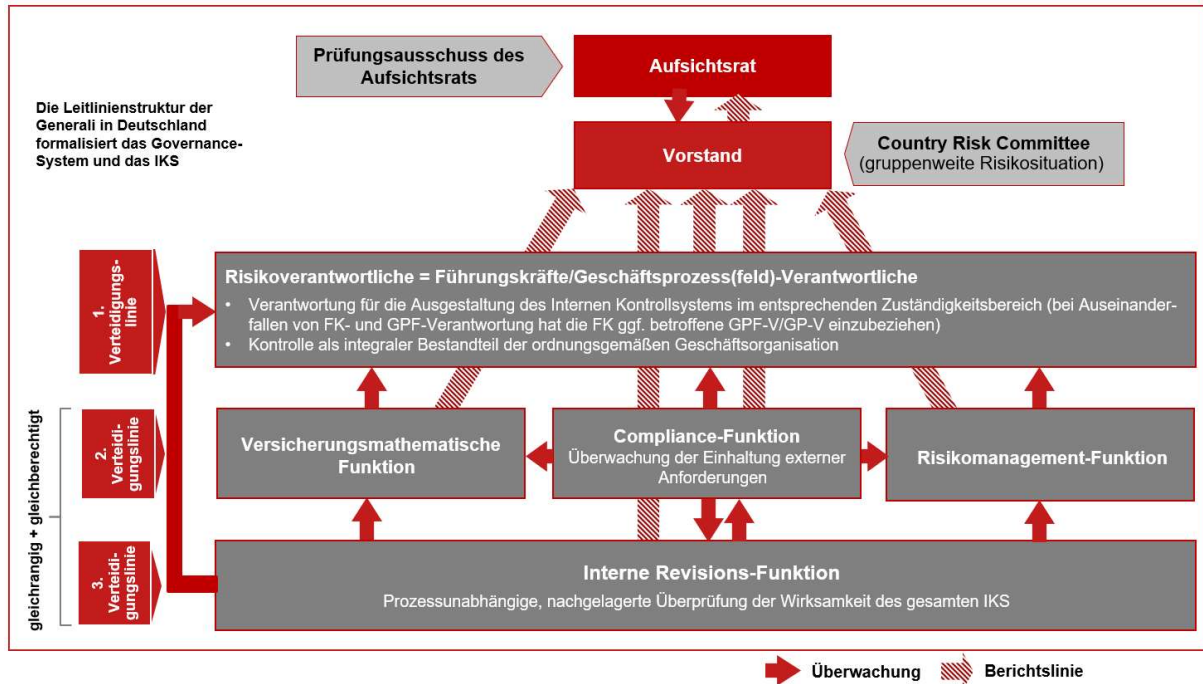 Prüfungsausschuss des
Aufsichtsrats
Aufsichtsrat
Die Leitlinienstruktur der
Generali in Deutschland
formalisiert das Governance-
System und das IKS
Vorstand
Country Risk Committee
(gruppenweite Risikosituation)
1.
Verteidigungs-
linie
Risikoverantwortliche = Führungskräfte/Geschäftsprozess(feld)-Verantwortliche
• Verantwortung für die Ausgestaltung des Internen Kontrollsystems im entsprechenden Zuständigkeitsbereich (bei Auseinander-
fallen von FK- und GPF-Verantwortung hat die FK ggf. betroffene GPF-V/GP-V einzubeziehen)
• Kontrolle als integraler Bestandteil der ordnungsgemäßen Geschäftsorganisation
gleichrangig + gleichberechtigt
2.
Verteidi-
gungslinie
Versicherungsmathematische
Funktion
Compliance-Funktion
Überwachung der Einhaltung externer
Anforderungen
Risikomanagement-Funktion
3.
Verteidi-
gungslinie
Interne Revisions-Funktion
Prozessunabhängige, nachgelagerte Überprüfung der Wirksamkeit des gesamten IKS
Überwachung
Berichtslinie